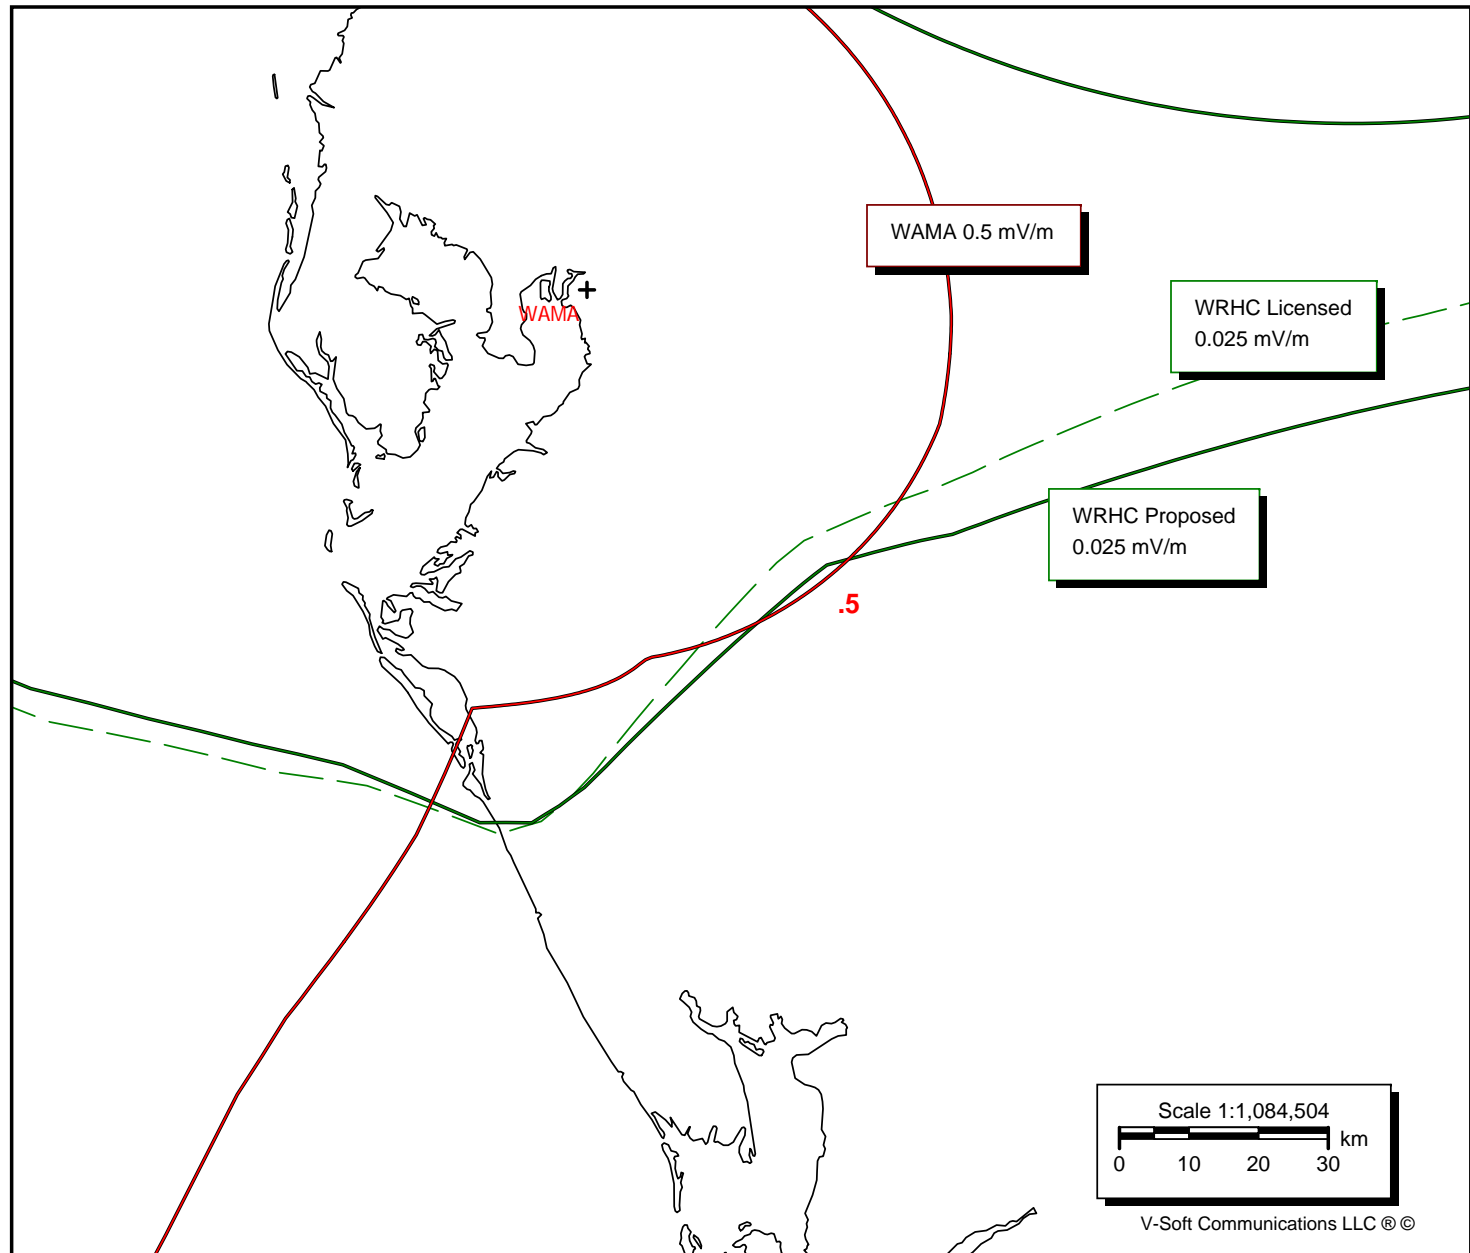 WAMA 0.5 mV/m
WRHC Licensed
0.025 mV/m
WAMA
WRHC Proposed
0.025 mV/m
.5
Scale 1:1,084,504
km
0 10 20 30
V-Soft Communications LLC ® ©